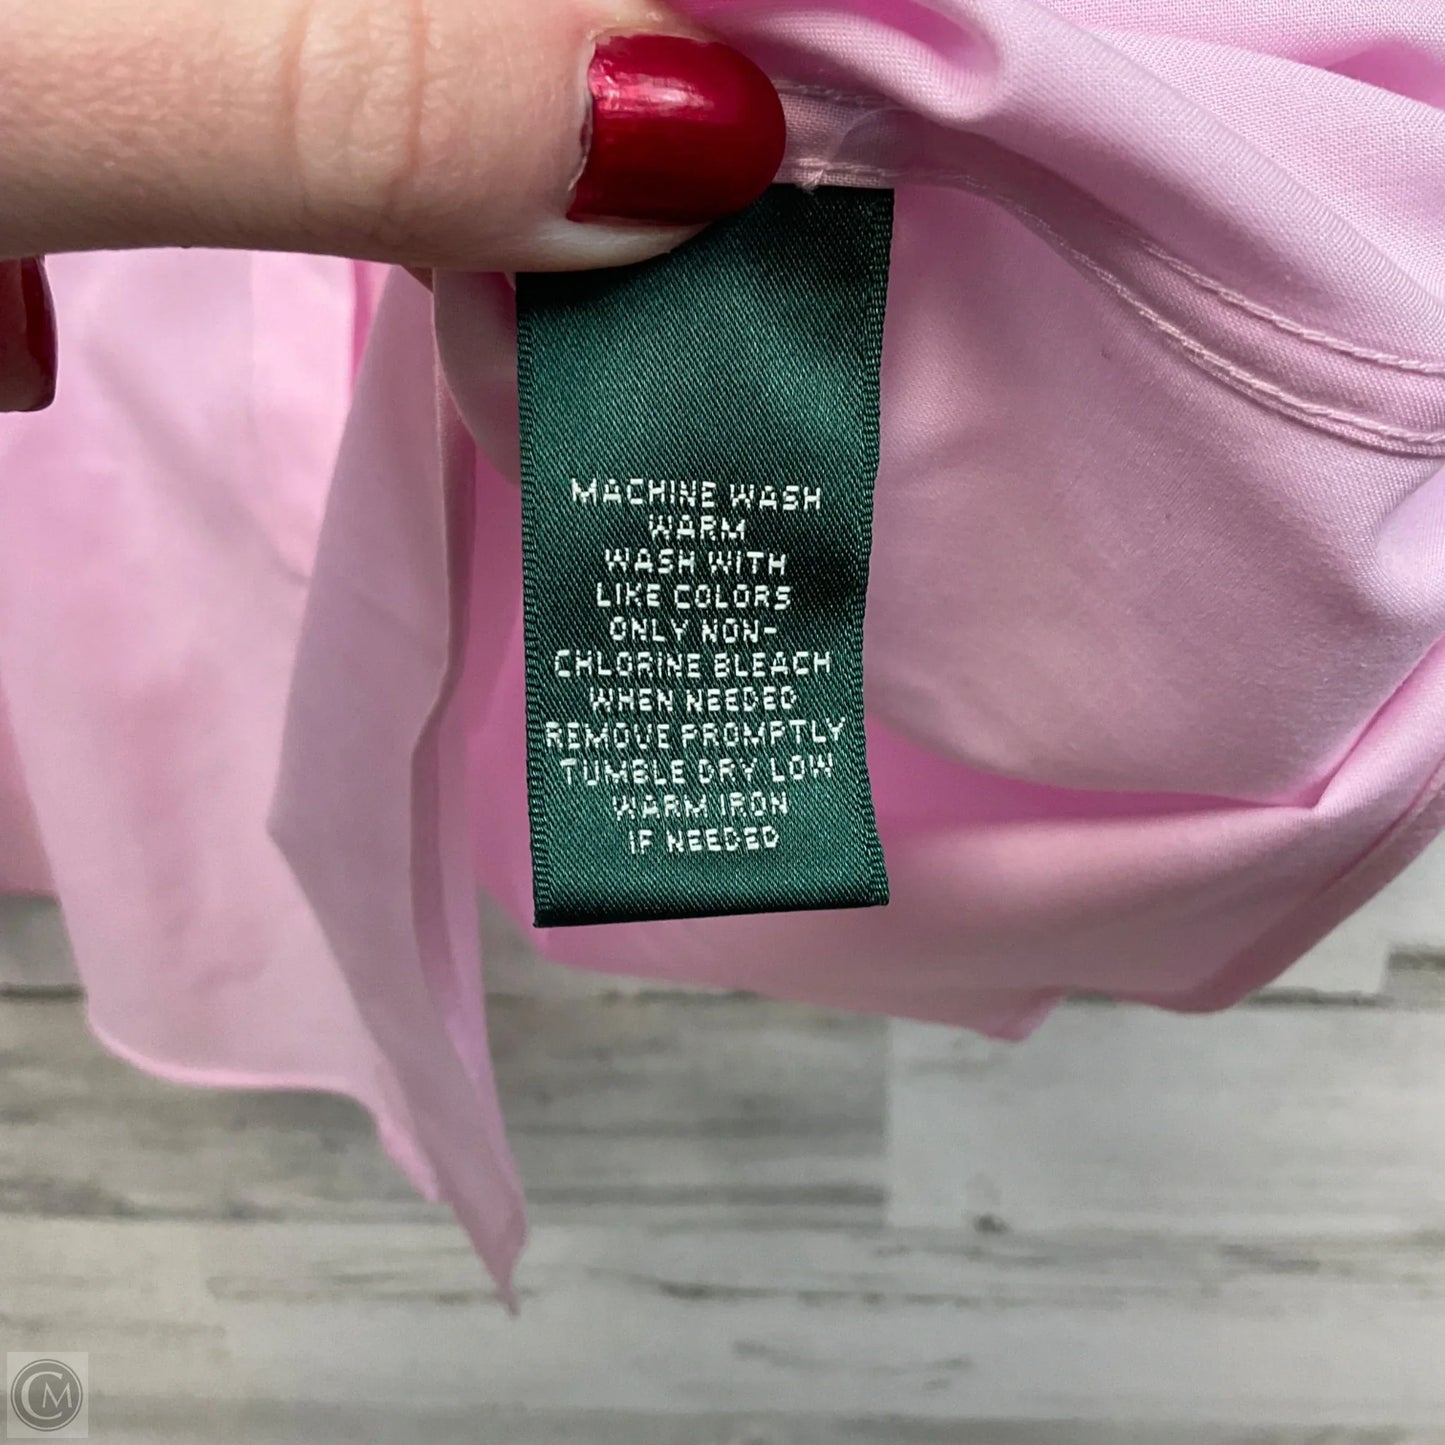 MACHINE WASH
WARM
WASH WITH
LIKE COLORS
ONLY NON-
CHLORINE BLEACH
WHEN NEEDED
REMOVE PROMPTLY
TUMBLE DRY LOW
WARM IRON
IF NEEDED
CM